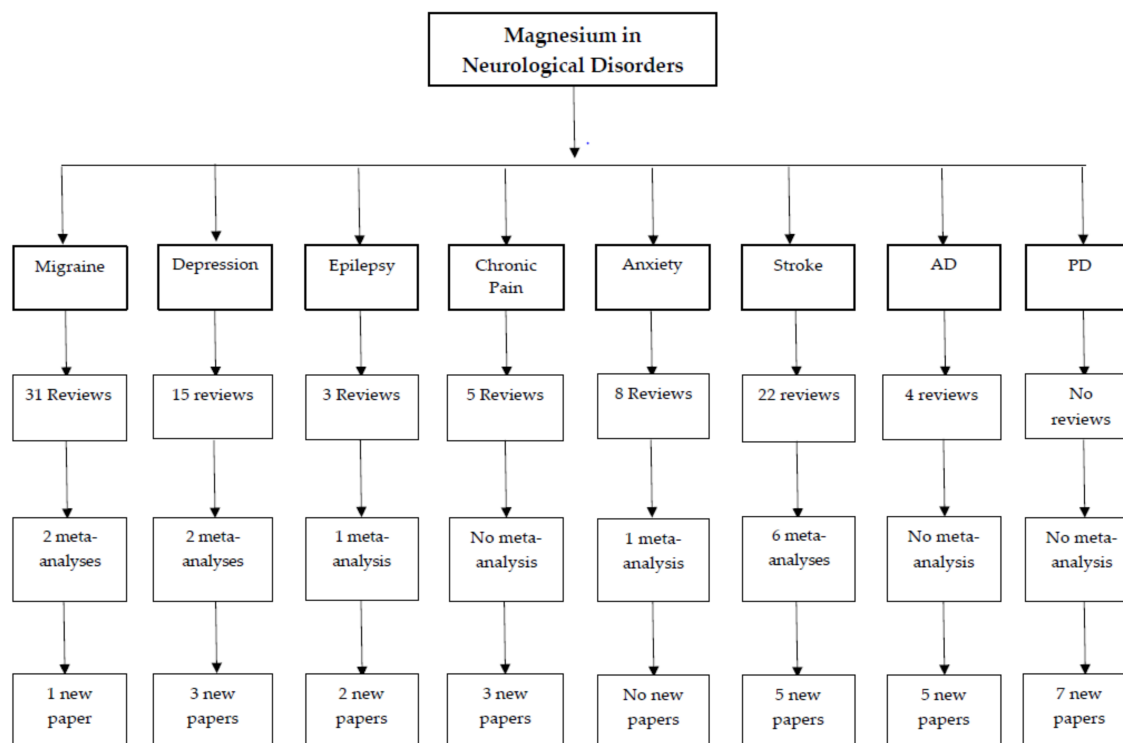 Magnesium in
Neurological Disorders
Migraine
Depression
Epilepsy
Chronic
Pain
Anxiety
Stroke
AD
PD
31 Reviews
15 reviews
3 Reviews
5 Reviews
8 Reviews
22 reviews
4 reviews
No
reviews
2 meta-
analyses
2 meta-
analyses
1 meta-
analysis
No meta-
analysis
1 meta-
analysis
6 meta-
analyses
No meta-
analysis
No meta-
analysis
1 new
paper
3 new
papers
2 new
papers
3 new
papers
No new
papers
5 new
papers
5 new
papers
7 new
papers